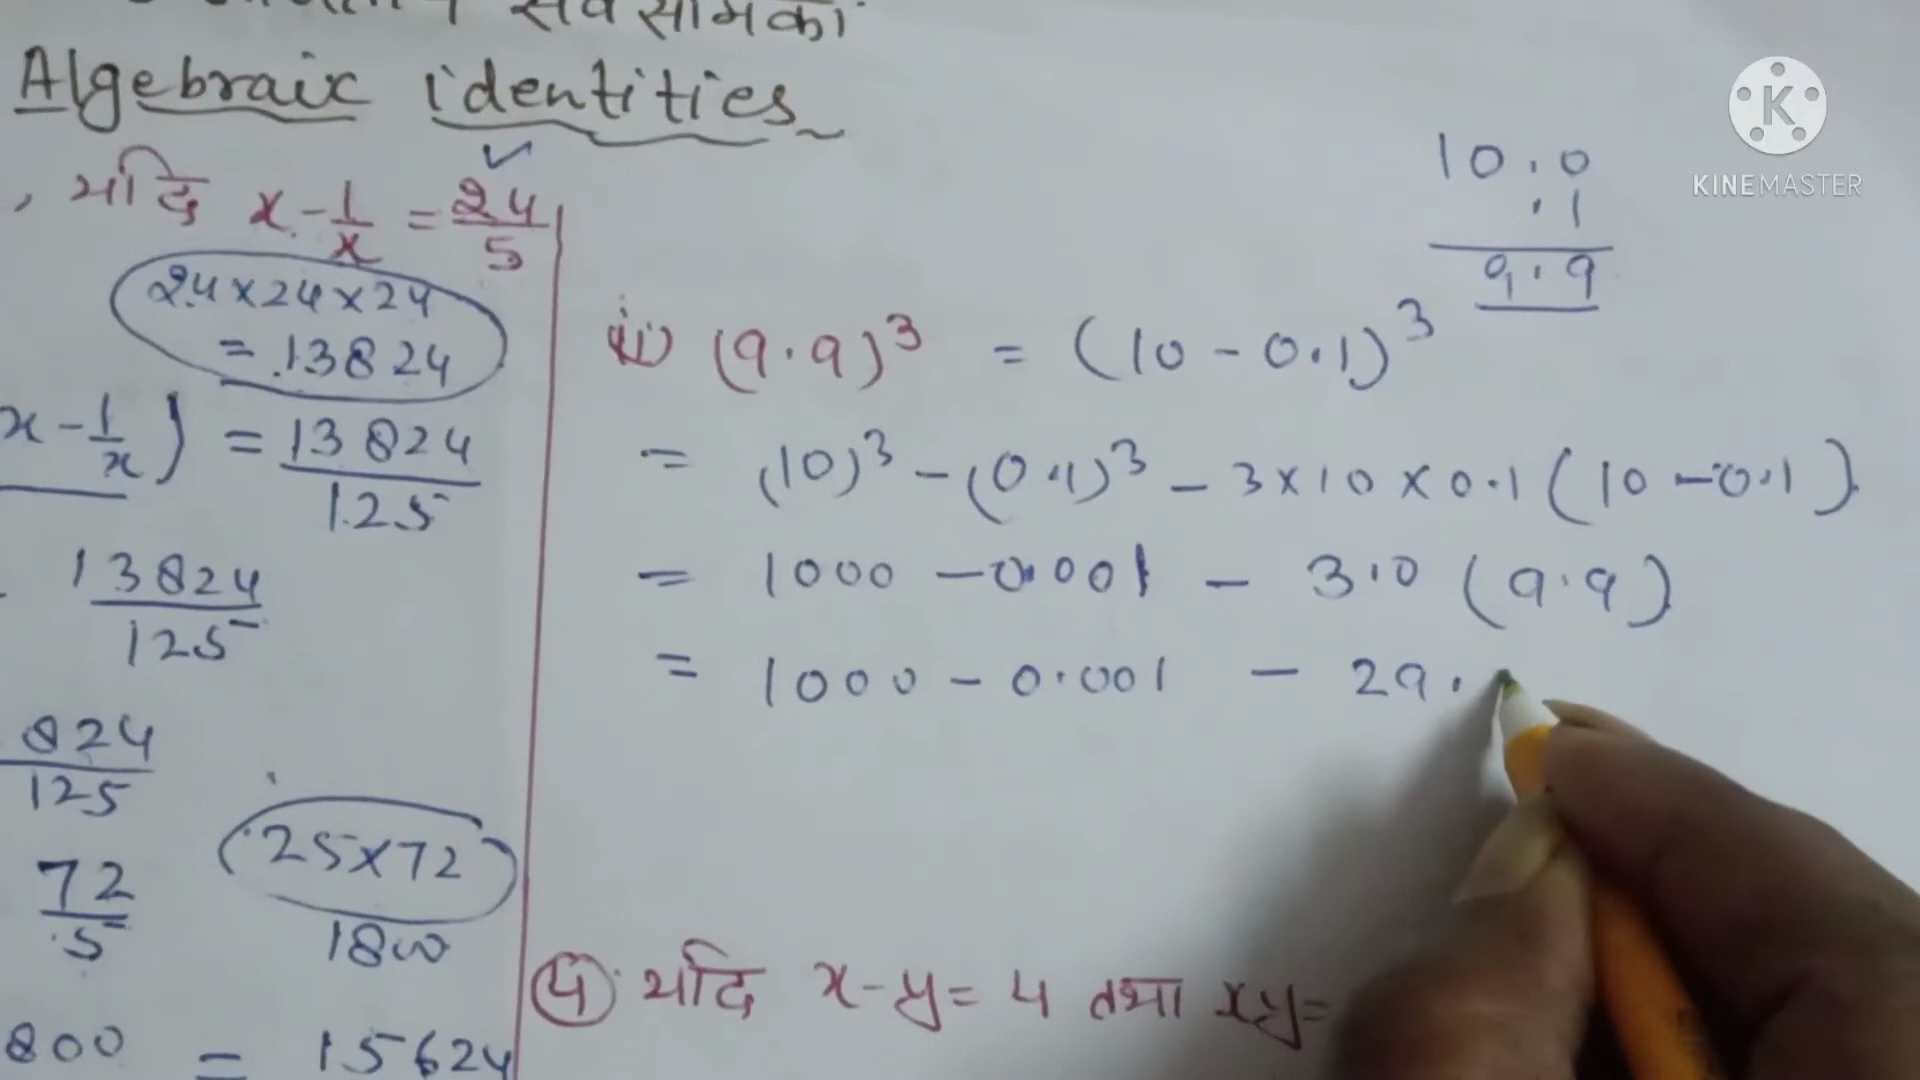 सर्वसमिका
Algebraic identities
, यदि x - 1/x = 24/5
24 x 24 x 24
= 13824
x - 1/x) = 13824/125
13824/125
824/125
72/5
25 x 72
1800
800 = 15624
10.0
.1
9.9
KINEMASTER
ii) (9.9)³ = (10 - 0.1)³
= (10)³ - (0.1)³ - 3 x 10 x 0.1 (10 - 0.1)
= 1000 - 0.001 - 3.0 (9.9)
= 1000 - 0.001 - 29.
यदि x - y = 4 तथा xy =